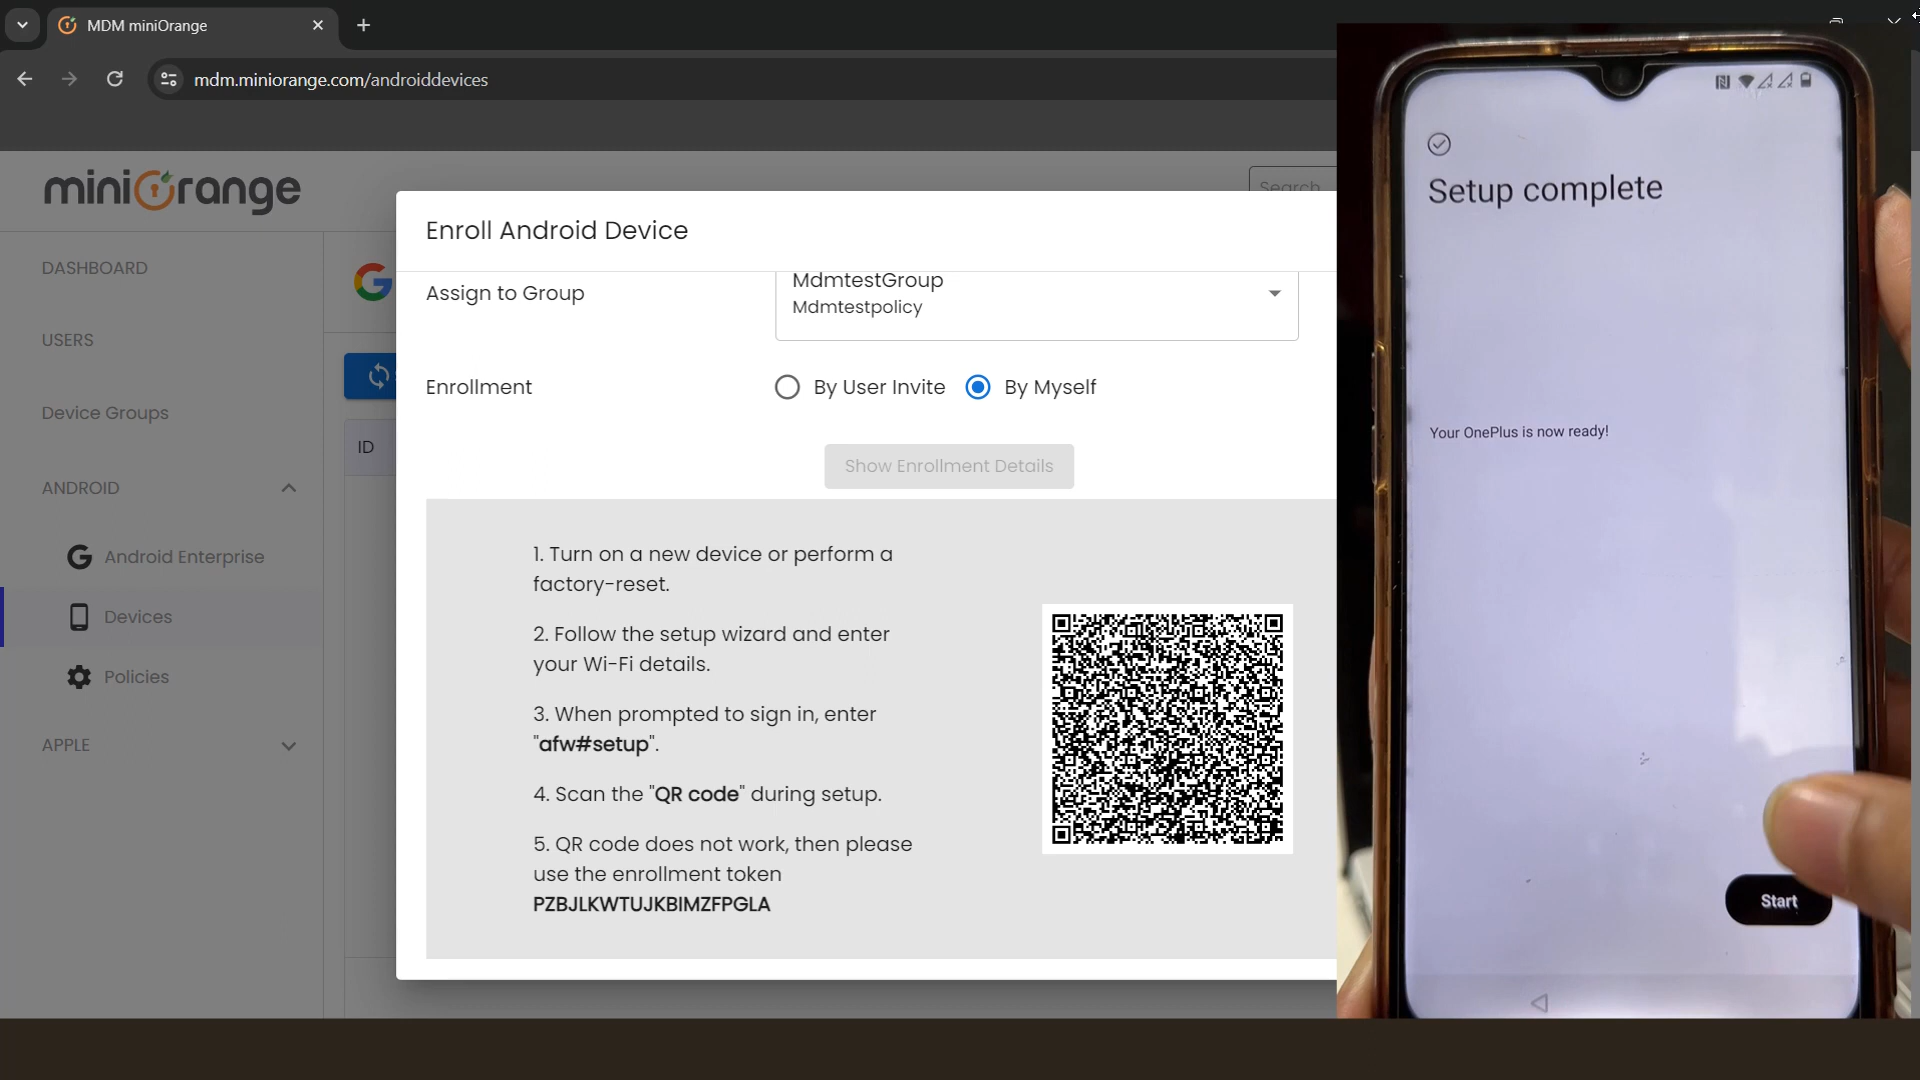 MDM miniOrange
mdm.miniorange.com/androiddevices
miniOrange
Search
DASHBOARD
USERS
Device Groups
ANDROID
Android Enterprise
Devices
Policies
APPLE
ID
Enroll Android Device
Assign to Group
MdmtestGroup
Mdmtestpolicy
Enrollment
By User Invite
By Myself
Show Enrollment Details
1. Turn on a new device or perform a
factory-reset.
2. Follow the setup wizard and enter
your Wi-Fi details.
3. When prompted to sign in, enter
"afw#setup".
4. Scan the "QR code" during setup.
5. QR code does not work, then please
use the enrollment token
PZBJLKWTUJKBIMZFPGLA
Setup complete
Your OnePlus is now ready!
Start